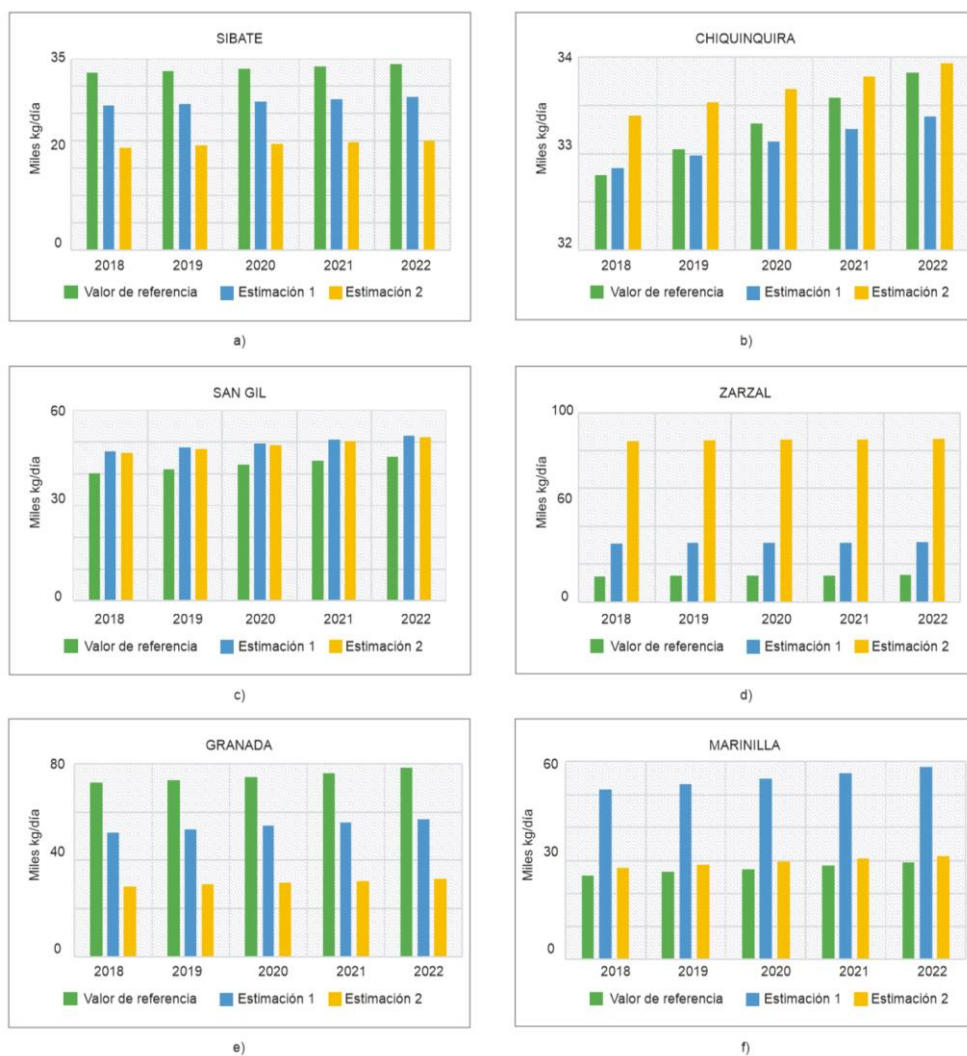 SIBATE
35
20
0
Miles kg/día
2018 2019 2020 2021 2022
Valor de referencia Estimación 1 Estimación 2
a)
CHIQUINQUIRA
34
33
32
Miles kg/día
2018 2019 2020 2021 2022
Valor de referencia Estimación 1 Estimación 2
b)
SAN GIL
60
30
0
Miles kg/día
2018 2019 2020 2021 2022
Valor de referencia Estimación 1 Estimación 2
c)
ZARZAL
100
60
0
Miles kg/día
2018 2019 2020 2021 2022
Valor de referencia Estimación 1 Estimación 2
d)
GRANADA
80
40
0
Miles kg/día
2018 2019 2020 2021 2022
Valor de referencia Estimación 1 Estimación 2
e)
MARINILLA
60
30
0
Miles kg/día
2018 2019 2020 2021 2022
Valor de referencia Estimación 1 Estimación 2
f)